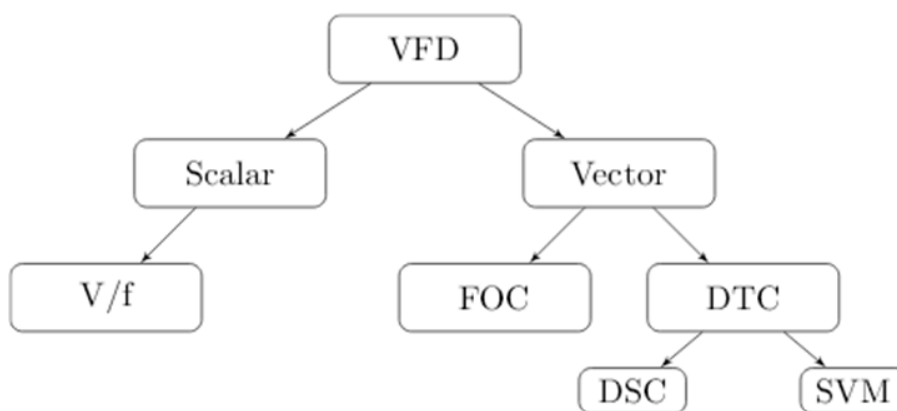 VFD
Scalar
Vector
V/f
FOC
DTC
DSC
SVM